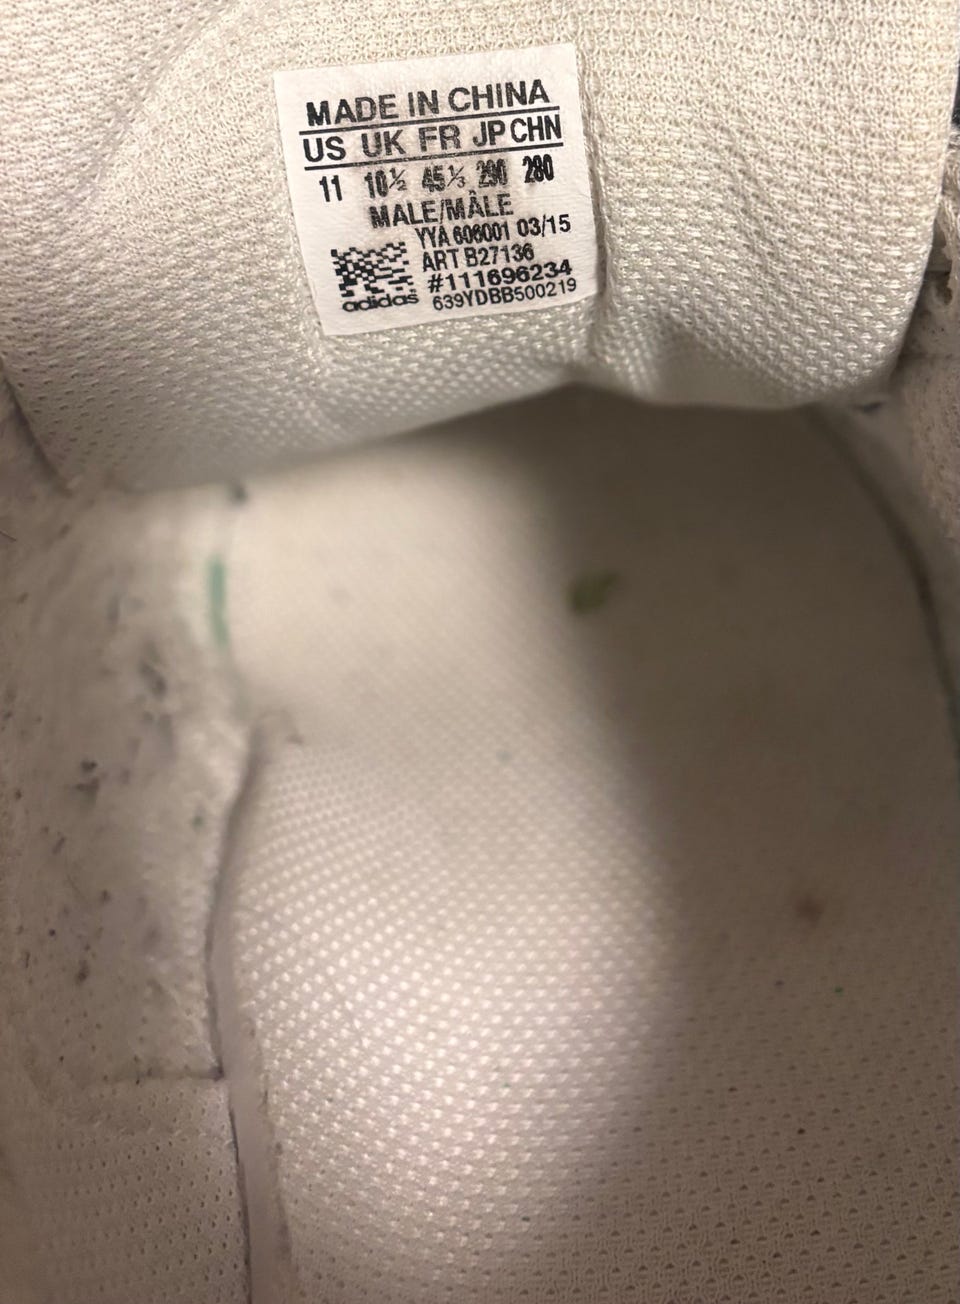 MADE IN CHINA
US UK FR JP CHN
11 10½ 45⅓ 290 280
MALE/MÂLE
YYA 606001 03/15
ART B27136
#111696234
adidas 639YDBB500219